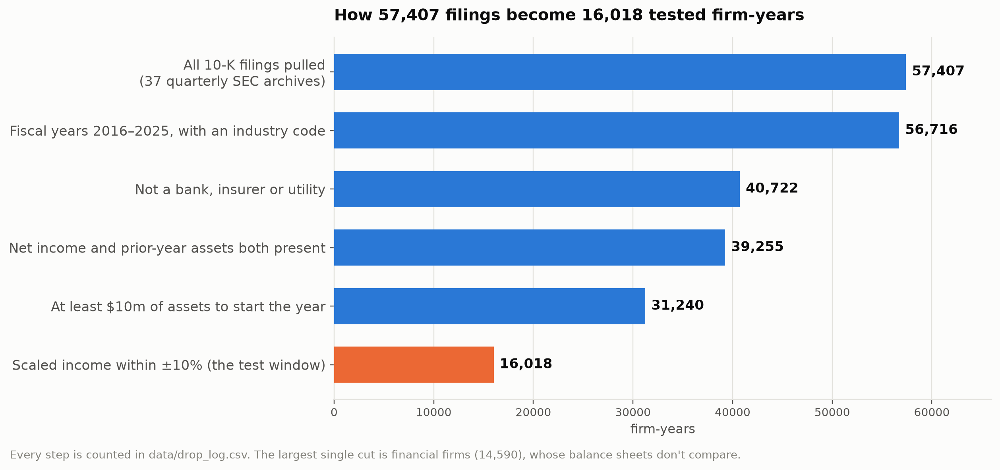 How 57,407 filings become 16,018 tested firm-years
All 10-K filings pulled
(37 quarterly SEC archives)
57,407
Fiscal years 2016–2025, with an industry code
56,716
Not a bank, insurer or utility
40,722
Net income and prior-year assets both present
39,255
At least $10m of assets to start the year
31,240
Scaled income within ±10% (the test window)
16,018
0 10000 20000 30000 40000 50000 60000
firm-years
Every step is counted in data/drop_log.csv. The largest single cut is financial firms (14,590), whose balance sheets don't compare.